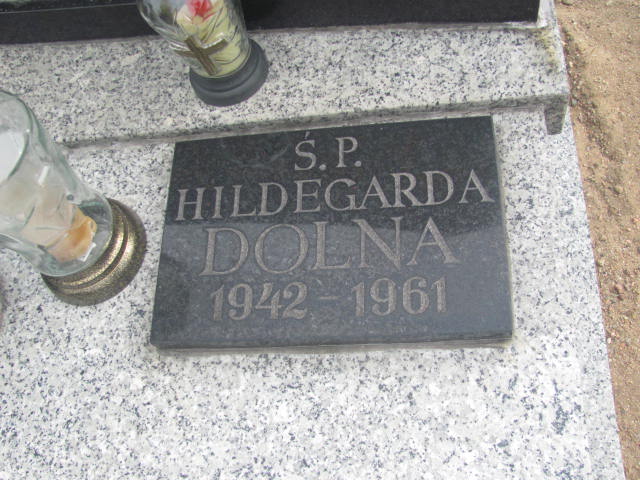 Ś.P.
HILDEGARDA
DOLNA
1942 - 1961